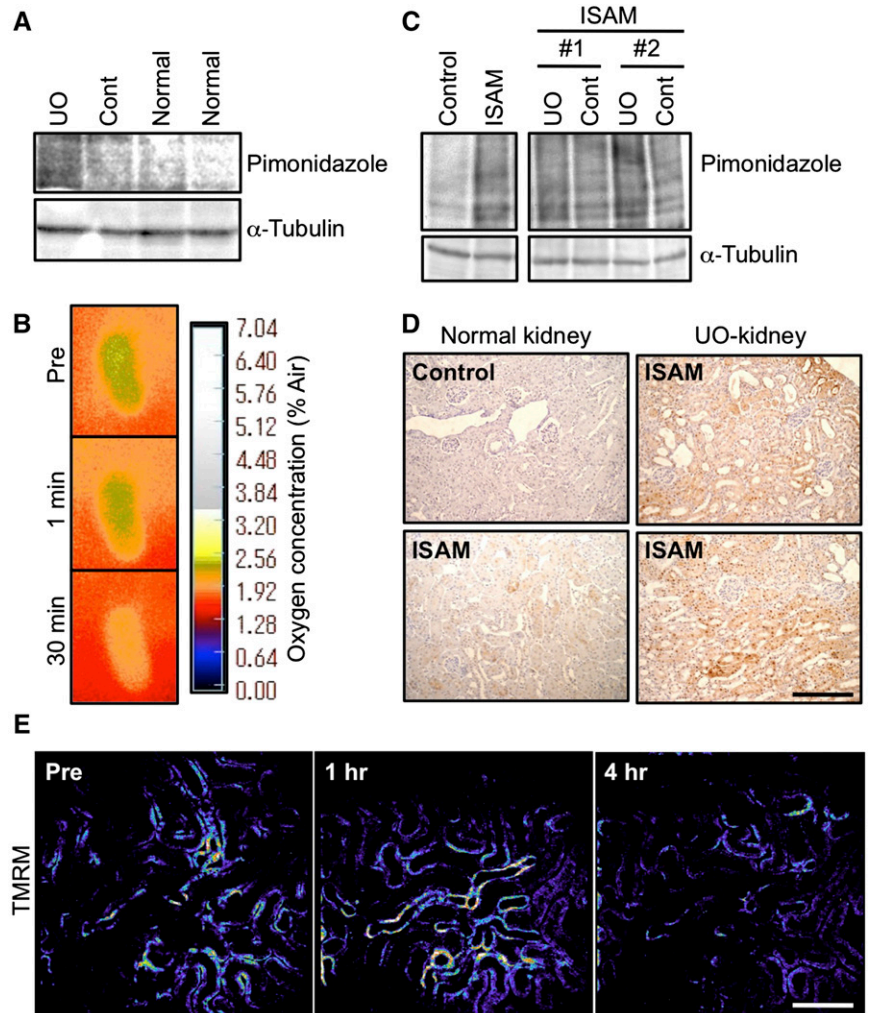 A
UO
Cont
Normal
Normal
Pimonidazole
α-Tubulin
C
ISAM
#1
#2
Control
ISAM
UO
Cont
UO
Cont
Pimonidazole
α-Tubulin
B
Pre
1 min
30 min
7.04
6.40
5.76
5.12
4.48
3.84
3.20
2.56
1.92
1.28
0.64
0.00
Oxygen concentration (% Air)
D
Normal kidney
UO-kidney
Control
ISAM
ISAM
ISAM
E
TMRM
Pre
1 hr
4 hr